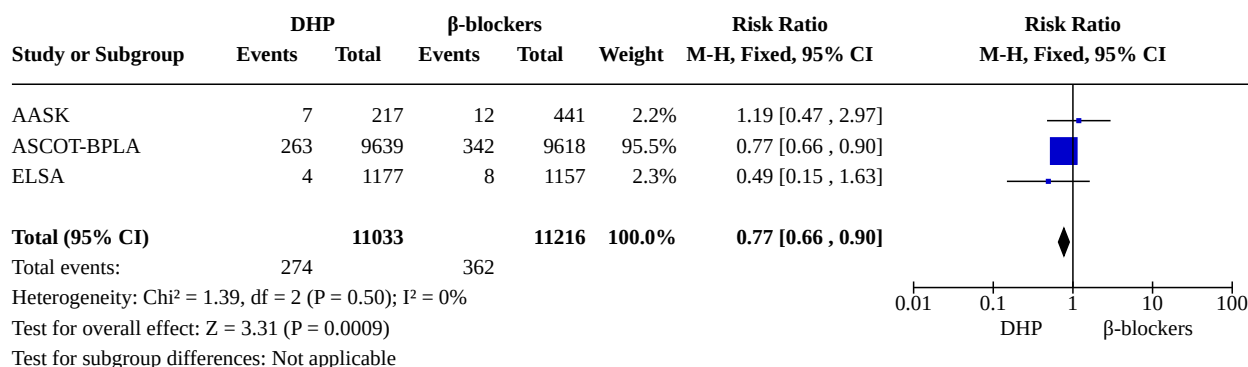 DHP β-blockers Risk Ratio Risk Ratio
Study or Subgroup Events Total Events Total Weight M-H, Fixed, 95% CI M-H, Fixed, 95% CI
AASK 7 217 12 441 2.2% 1.19 [0.47 , 2.97]
ASCOT-BPLA 263 9639 342 9618 95.5% 0.77 [0.66 , 0.90]
ELSA 4 1177 8 1157 2.3% 0.49 [0.15 , 1.63]
Total (95% CI) 11033 11216 100.0% 0.77 [0.66 , 0.90]
Total events: 274 362
Heterogeneity: Chi² = 1.39, df = 2 (P = 0.50); I² = 0%
0.01 0.1 1 10 100
Test for overall effect: Z = 3.31 (P = 0.0009)
DHP β-blockers
Test for subgroup differences: Not applicable